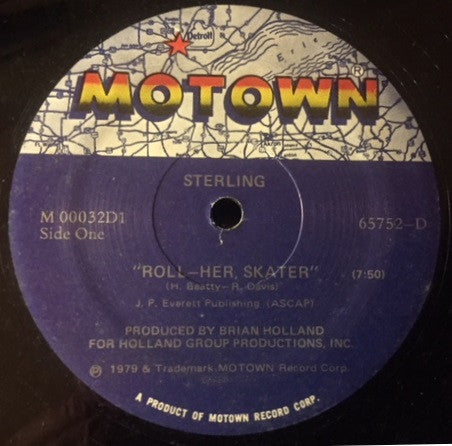 Detroit
ERIE
MOTOWN®
STERLING
M 00032D1
Side One
65752-D
"ROLL-HER, SKATER" (7:50)
(H. Beatty-R. Davis)
J. F. Everett Publishing (ASCAP)
PRODUCED BY BRIAN HOLLAND
FOR HOLLAND GROUP PRODUCTIONS, INC.
℗ 1979 & Trademark MOTOWN Record Corp.
A PRODUCT OF MOTOWN RECORD CORP.